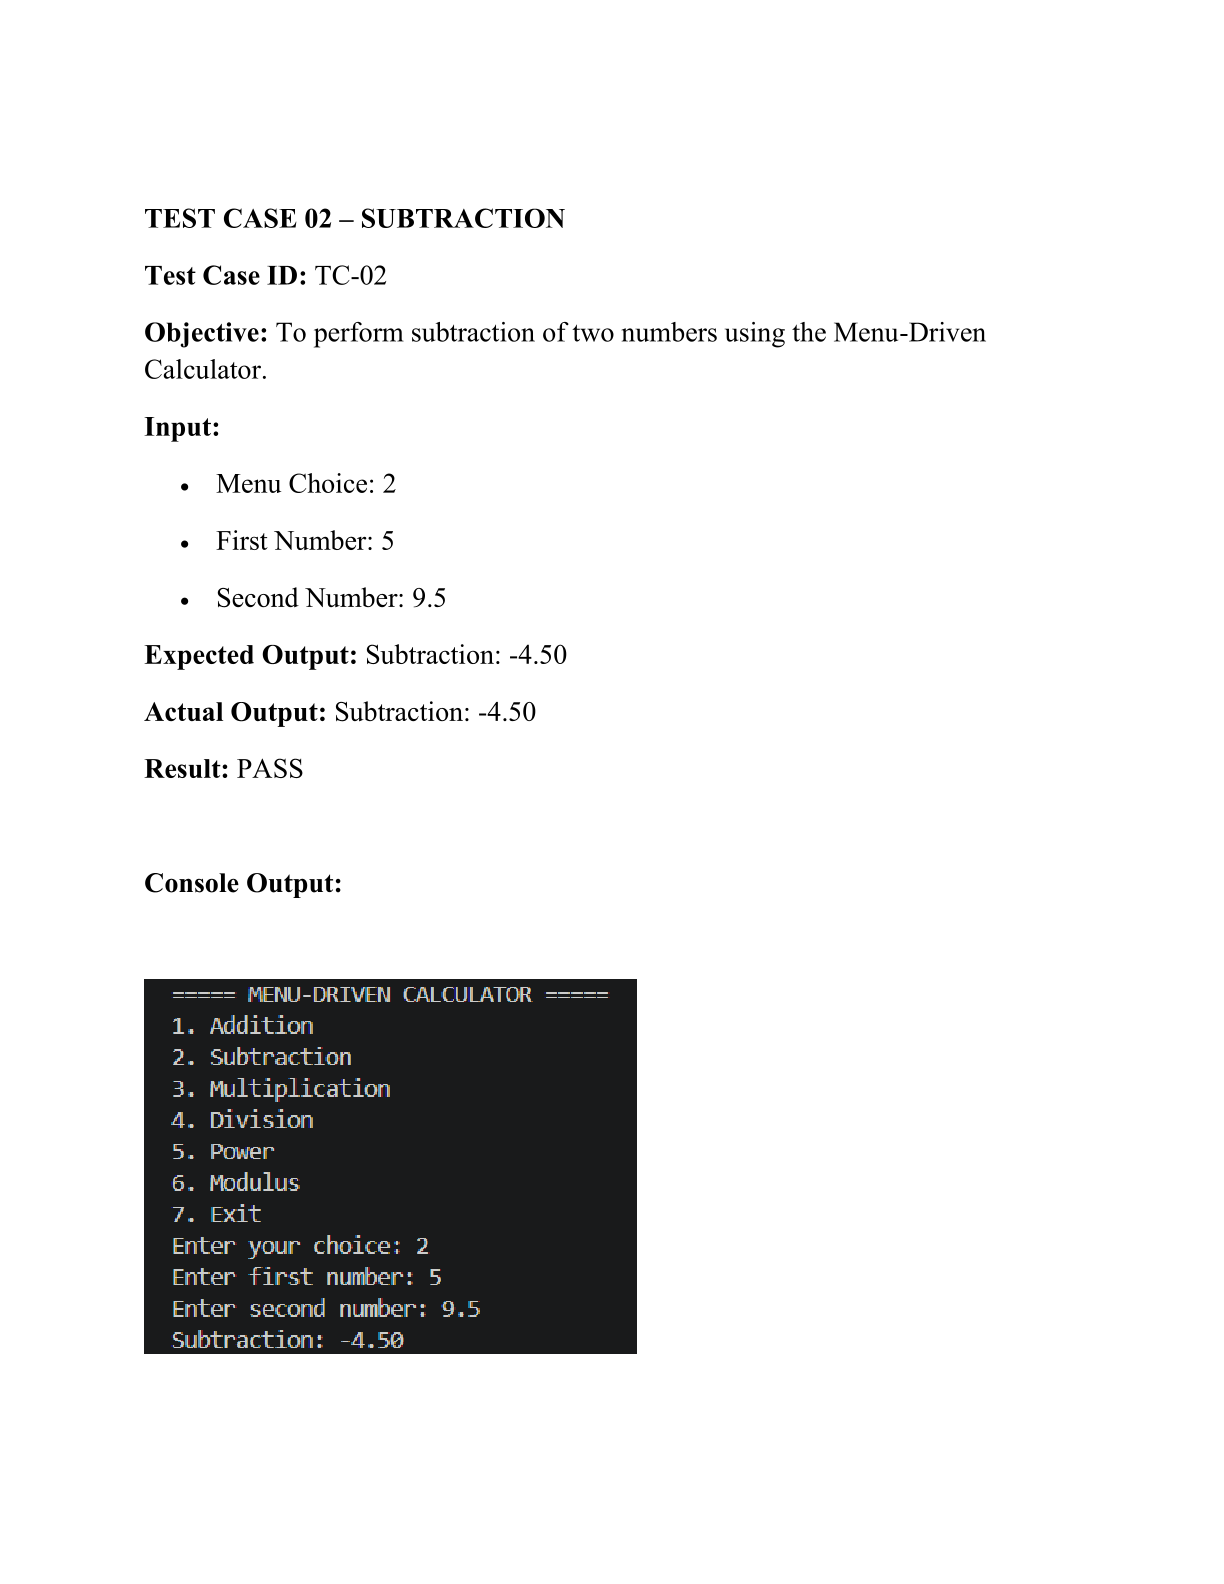 TEST CASE 02 – SUBTRACTION
Test Case ID: TC-02
Objective: To perform subtraction of two numbers using the Menu-Driven
Calculator.
Input:
• Menu Choice: 2
• First Number: 5
• Second Number: 9.5
Expected Output: Subtraction: -4.50
Actual Output: Subtraction: -4.50
Result: PASS
Console Output:
===== MENU-DRIVEN CALCULATOR =====
1. Addition
2. Subtraction
3. Multiplication
4. Division
5. Power
6. Modulus
7. Exit
Enter your choice: 2
Enter first number: 5
Enter second number: 9.5
Subtraction: -4.50